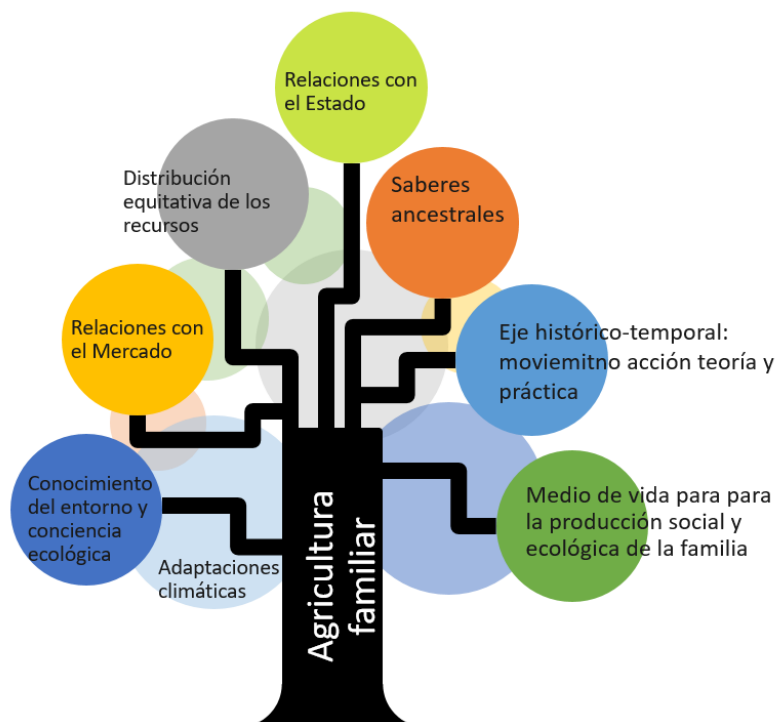 Relaciones con
el Estado
Distribución
equitativa de los
recursos
Saberes
ancestrales
Relaciones con
el Mercado
Eje histórico-temporal:
moviemitno acción teoría y
práctica
Conocimiento
del entorno y
conciencia
ecológica
Medio de vida para para
la producción social y
ecológica de la familia
Adaptaciones
climáticas
Agricultura
familiar